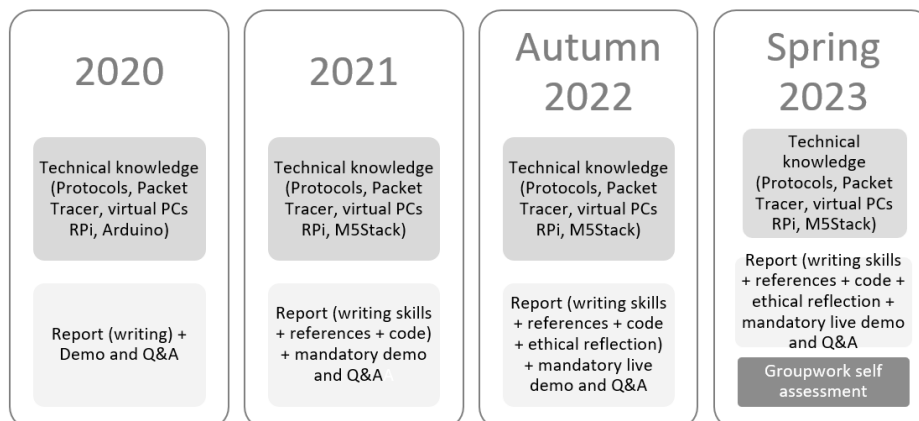 2020
Technical knowledge
(Protocols, Packet
Tracer, virtual PCs
RPi, Arduino)
Report (writing) +
Demo and Q&A
2021
Technical knowledge
(Protocols, Packet
Tracer, virtual PCs
RPi, M5Stack)
Report (writing skills
+ references + code)
+ mandatory demo
and Q&A
Autumn
2022
Technical knowledge
(Protocols, Packet
Tracer, virtual PCs
RPi, M5Stack)
Report (writing skills
+ references + code
+ ethical reflection)
+ mandatory live
demo and Q&A
Spring
2023
Technical
knowledge
(Protocols, Packet
Tracer, virtual PCs
RPi, M5Stack)
Report (writing skills
+ references + code +
ethical reflection +
mandatory live demo
and Q&A
Groupwork self
assessment